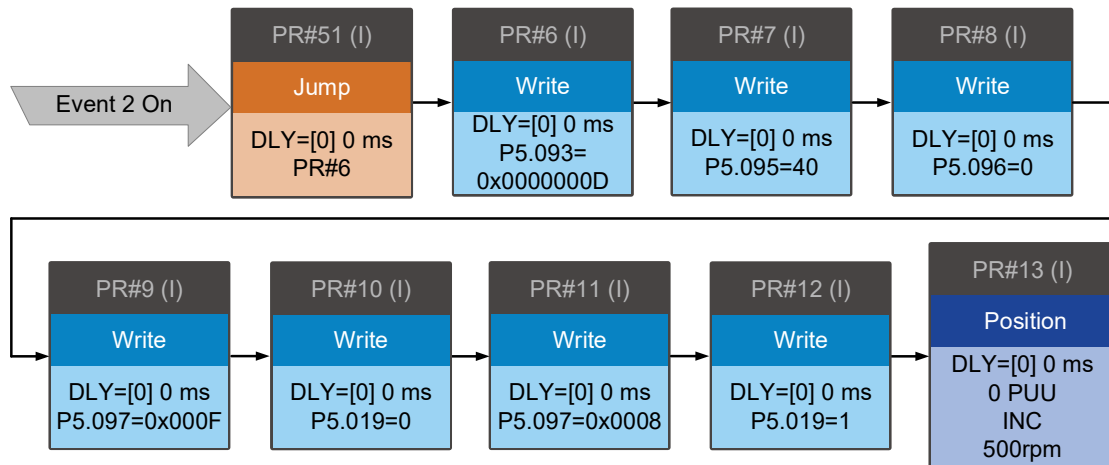 Event 2 On
PR#51 (I)
Jump
DLY=[0] 0 ms
PR#6
PR#6 (I)
Write
DLY=[0] 0 ms
P5.093=
0x0000000D
PR#7 (I)
Write
DLY=[0] 0 ms
P5.095=40
PR#8 (I)
Write
DLY=[0] 0 ms
P5.096=0
PR#9 (I)
Write
DLY=[0] 0 ms
P5.097=0x000F
PR#10 (I)
Write
DLY=[0] 0 ms
P5.019=0
PR#11 (I)
Write
DLY=[0] 0 ms
P5.097=0x0008
PR#12 (I)
Write
DLY=[0] 0 ms
P5.019=1
PR#13 (I)
Position
DLY=[0] 0 ms
0 PUU
INC
500rpm